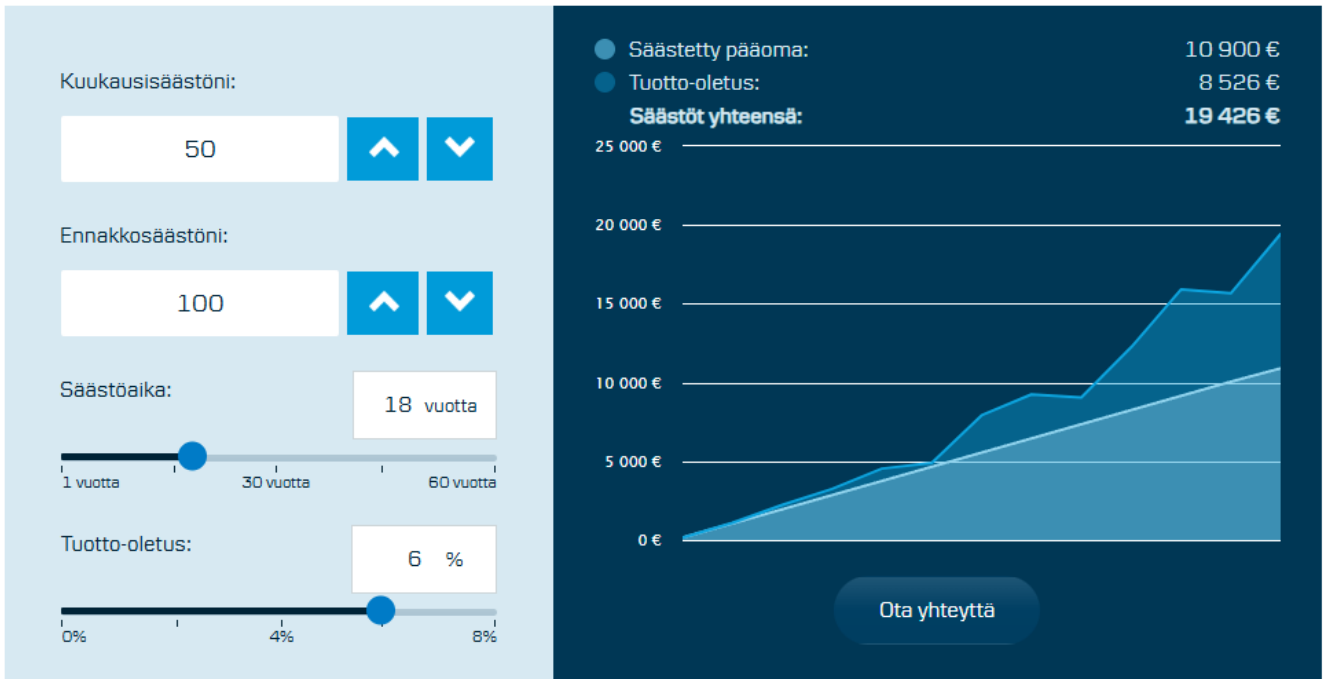 Kuukausisäästöni:
50
Ennakkosäästöni:
100
Säästöaika:
18 vuotta
1 vuotta 30 vuotta 60 vuotta
Tuotto-oletus:
6 %
0% 4% 8%
Säästetty pääoma: 10 900 €
Tuotto-oletus: 8 526 €
Säästöt yhteensä: 19 426 €
25 000 €
20 000 €
15 000 €
10 000 €
5 000 €
0 €
Ota yhteyttä